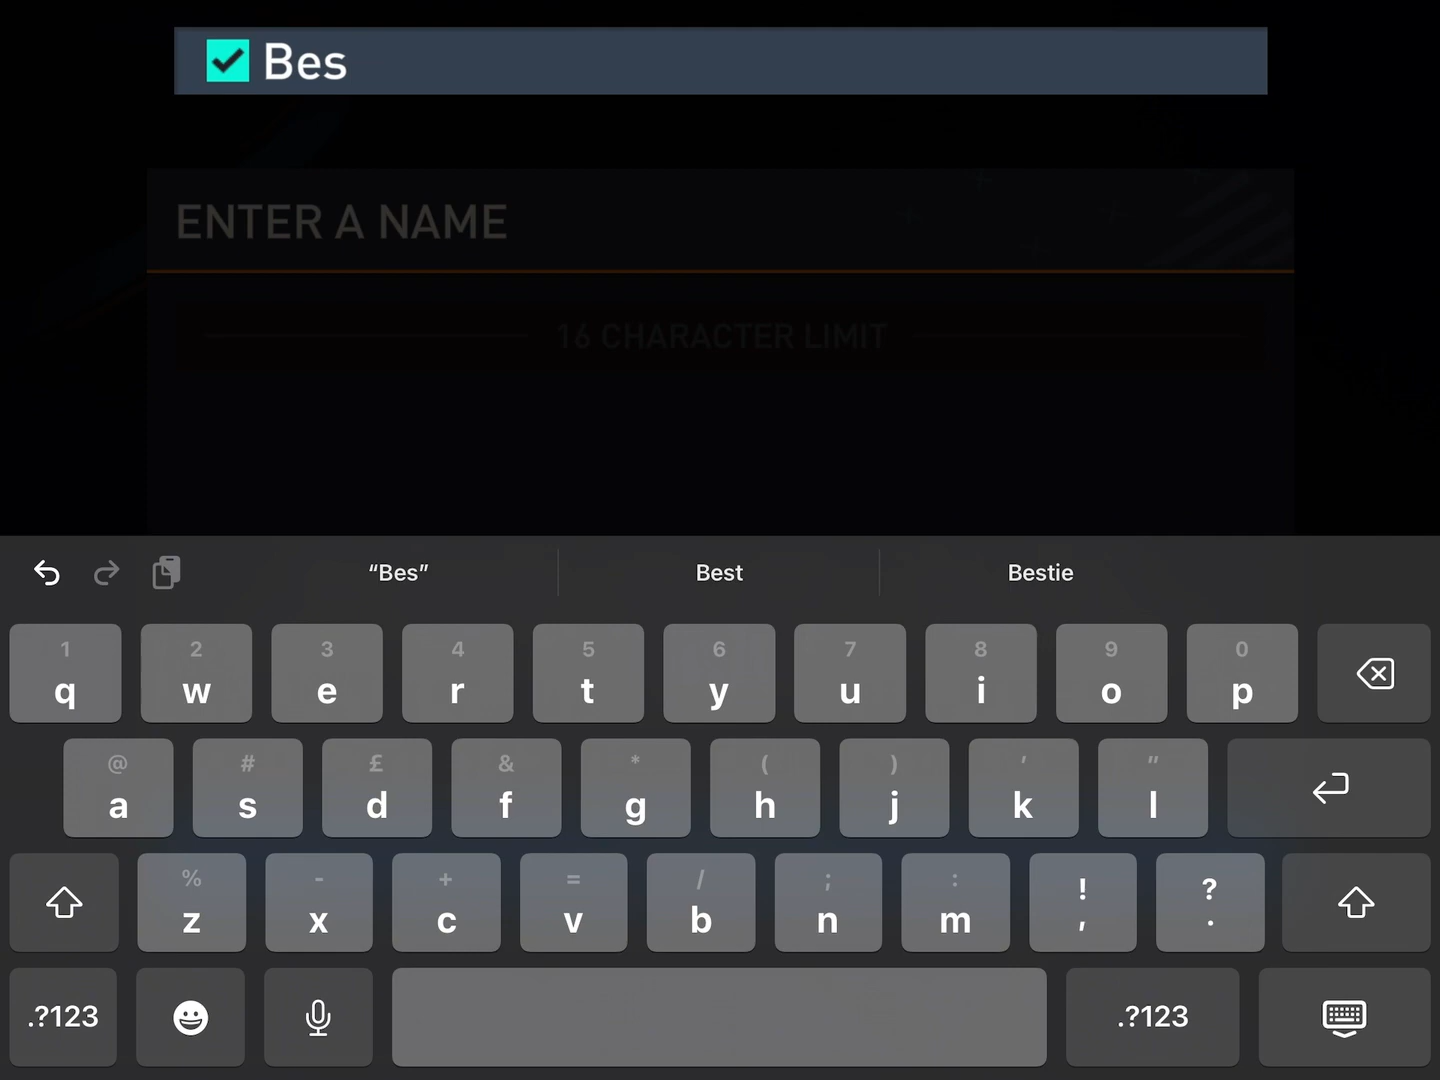 Bes
ENTER A NAME
16 CHARACTER LIMIT
“Bes” Best Bestie
1 2 3 4 5 6 7 8 9 0
q w e r t y u i o p
@ # £ & * ( ) ' "
a s d f g h j k l
% - + = / ; : ! ?
z x c v b n m , .
.?123 .?123